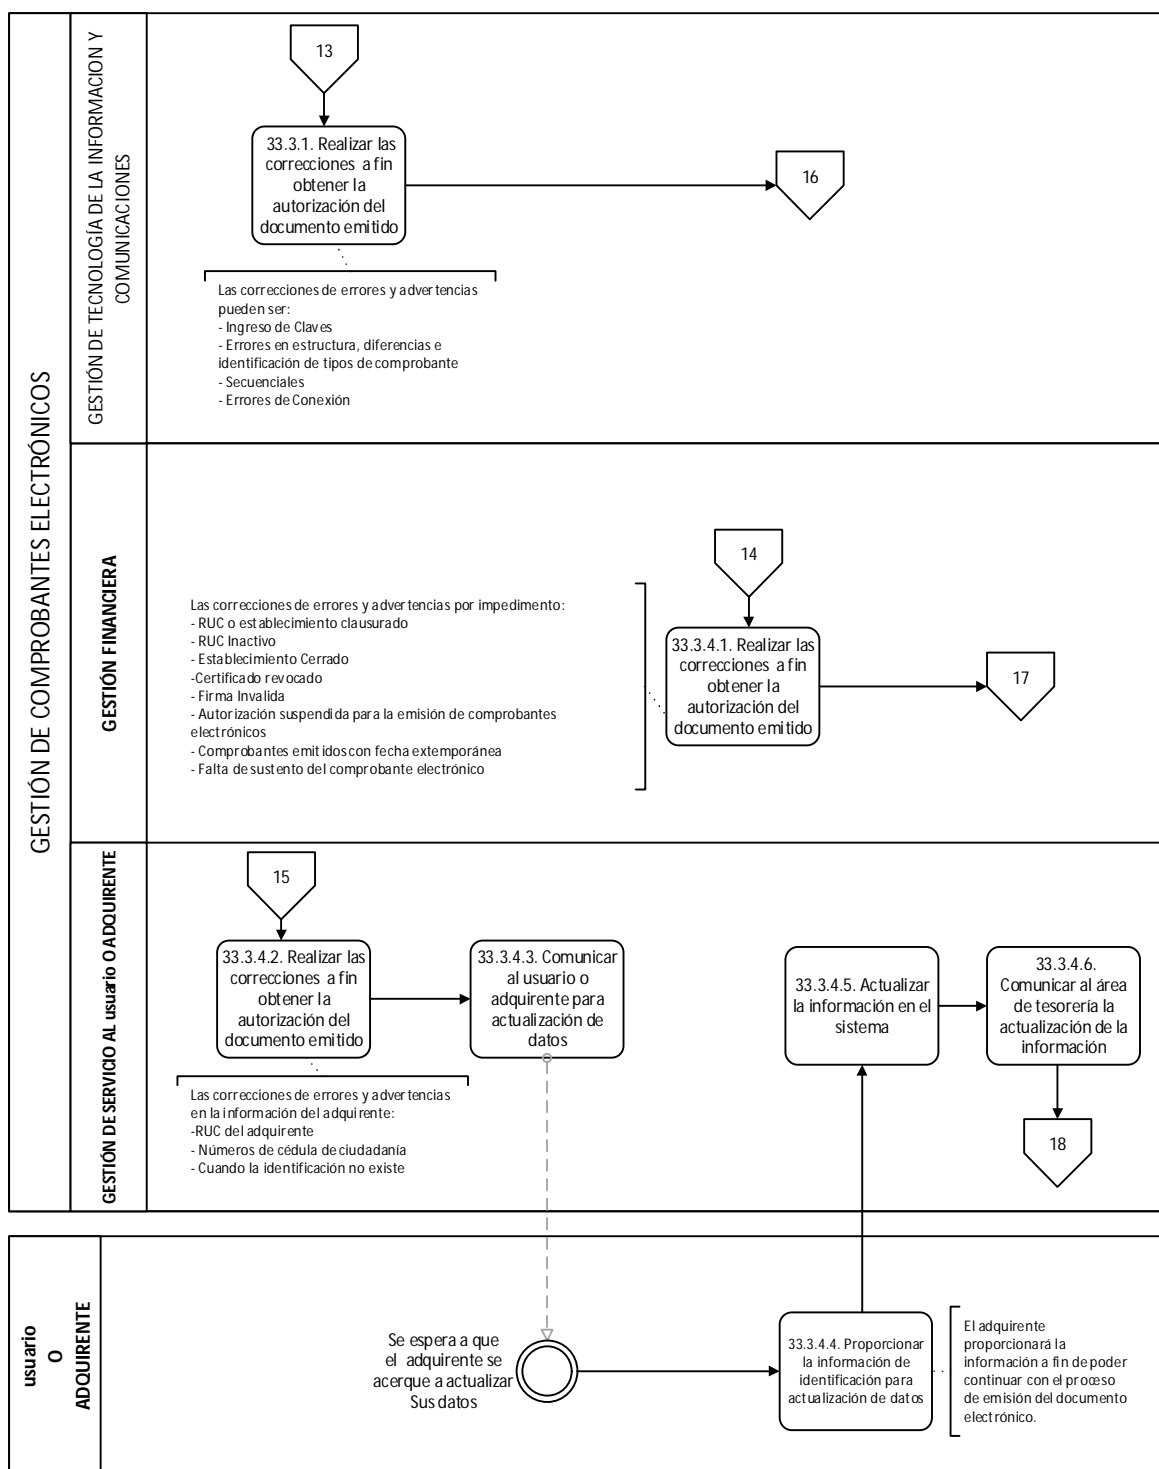 GESTIÓN DE COMPROBANTES ELECTRÓNICOS
GESTIÓN DE TECNOLOGÍA DE LA INFORMACION Y
COMUNICACIONES
13
33.3.1. Realizar las
correcciones a fin
obtener la
autorización del
documento emitido
16
Las correcciones de errores y advertencias
pueden ser:
- Ingreso de Claves
- Errores en estructura, diferencias e
identificación de tipos de comprobante
- Secuenciales
- Errores de Conexión
GESTIÓN FINANCIERA
14
Las correcciones de errores y advertencias por impedimento:
- RUC o establecimiento clausurado
- RUC Inactivo
- Establecimiento Cerrado
-Certificado revocado
- Firma Invalida
- Autorización suspendida para la emisión de comprobantes
electrónicos
- Comprobantes emitidos con fecha extemporánea
- Falta de sustento del comprobante electrónico
33.3.4.1. Realizar las
correcciones a fin
obtener la
autorización del
documento emitido
17
GESTIÓN DE SERVICIO AL usuario O ADQUIRENTE
15
33.3.4.2. Realizar las
correcciones a fin
obtener la
autorización del
documento emitido
33.3.4.3. Comunicar
al usuario o
adquirente para
actualización de
datos
33.3.4.5. Actualizar
la información en el
sistema
33.3.4.6.
Comunicar al área
de tesorería la
actualización de la
información
Las correcciones de errores y advertencias
en la información del adquirente:
-RUC del adquirente
- Números de cédula de ciudadanía
- Cuando la identificación no existe
18
usuario
O
ADQUIRENTE
Se espera a que
el adquirente se
acerque a actualizar
Sus datos
33.3.4.4. Proporcionar
la información de
identificación para
actualización de datos
El adquirente
proporcionará la
información a fin de poder
continuar con el proceso
de emisión del documento
electrónico.